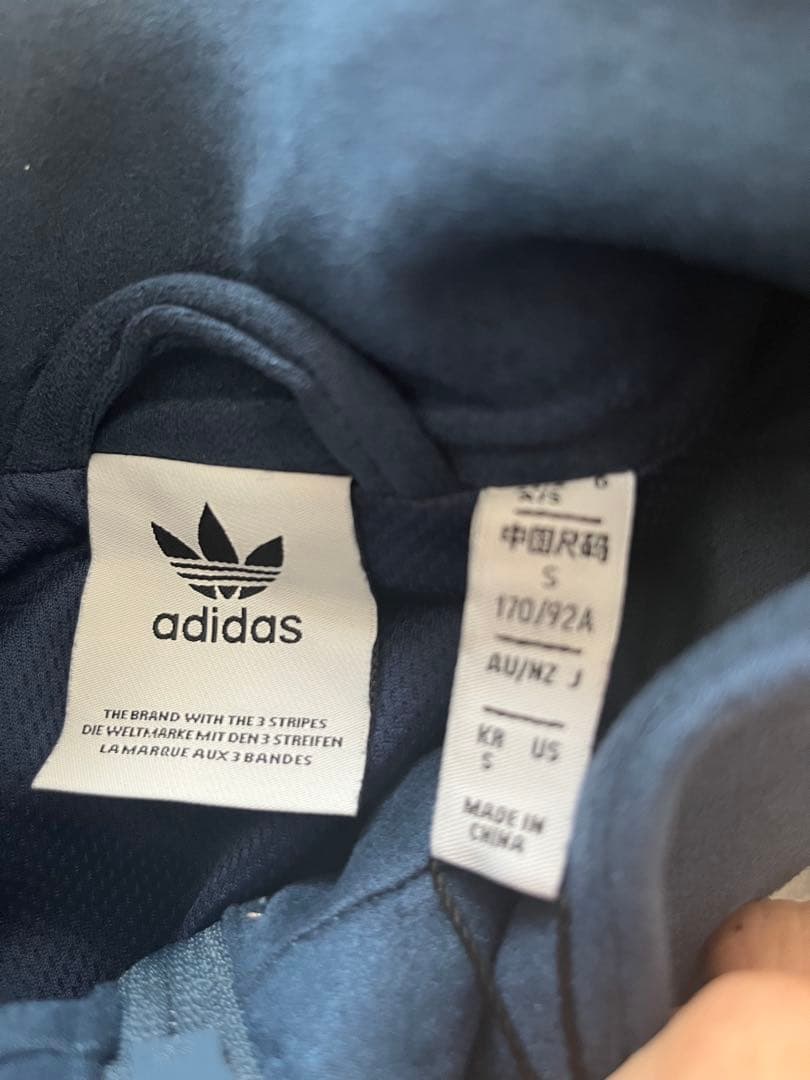 adidas
THE BRAND WITH THE 3 STRIPES
DIE WELTMARKE MIT DEN 3 STREIFEN
LA MARQUE AUX 3 BANDES
中国尺码
S
170/92A
AU/NZ J
KR US
S
MADE IN
CHINA